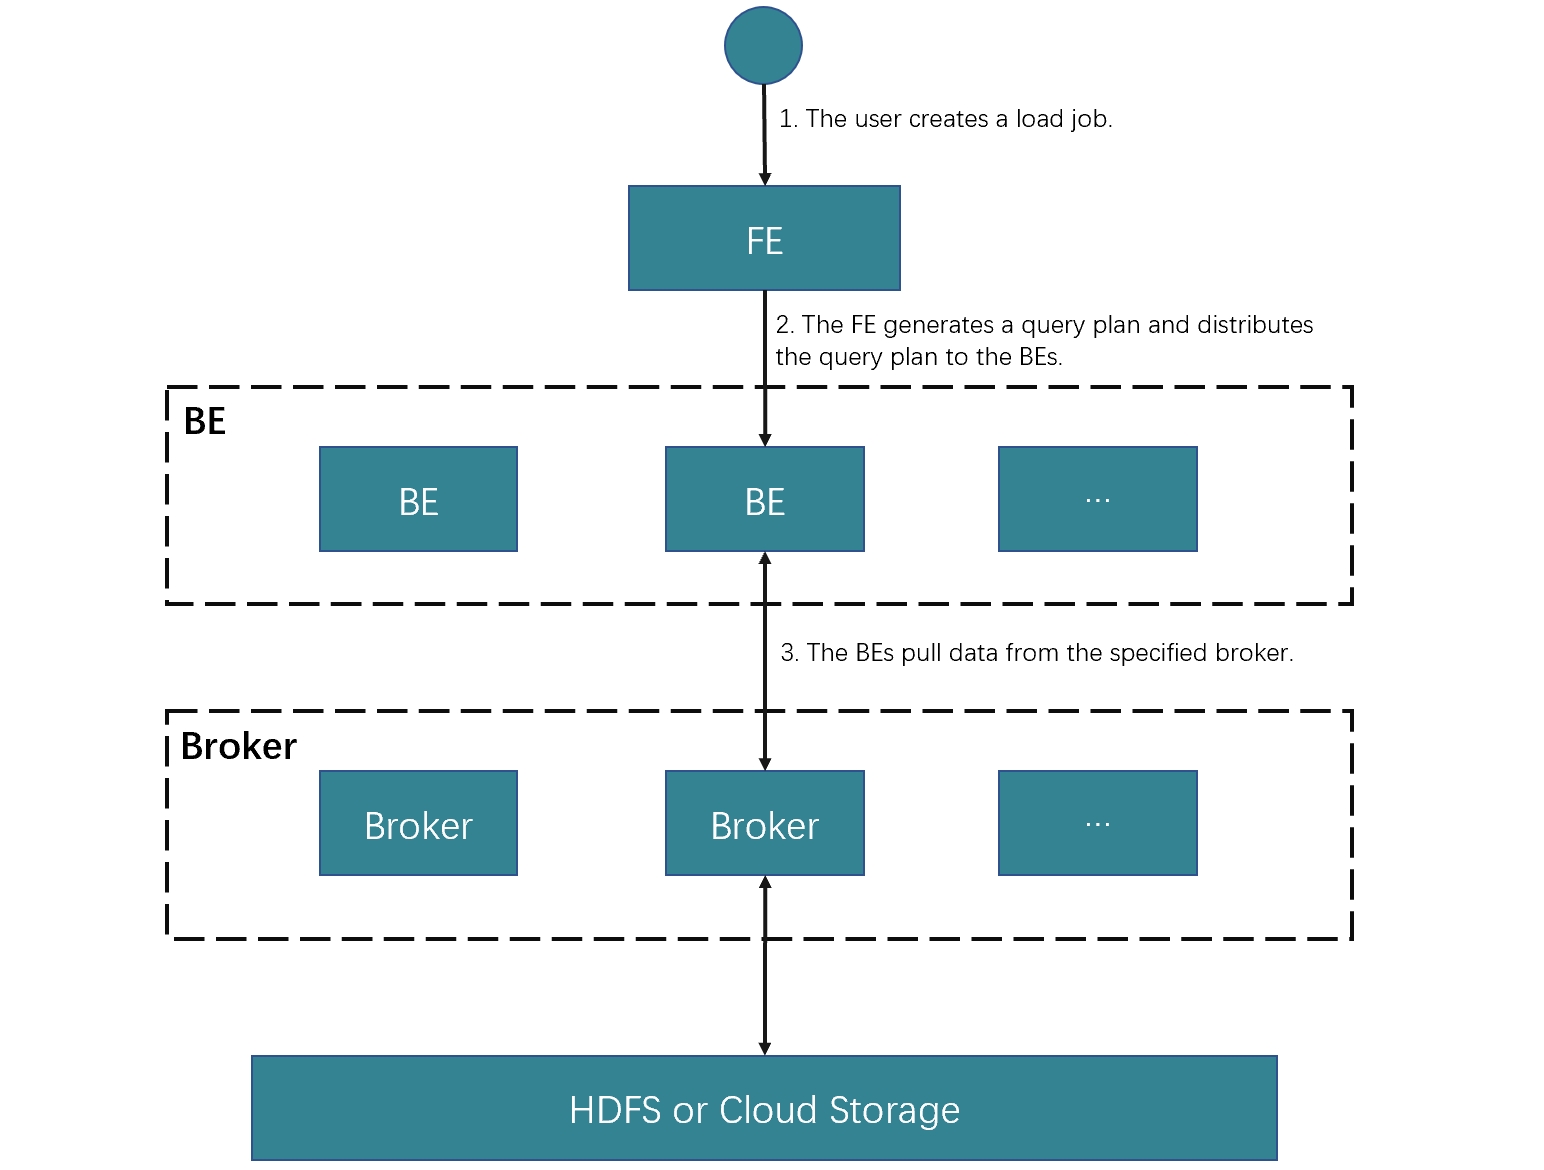 1. The user creates a load job.
FE
2. The FE generates a query plan and distributes
the query plan to the BEs.
BE
BE
BE
...
3. The BEs pull data from the specified broker.
Broker
Broker
Broker
...
HDFS or Cloud Storage